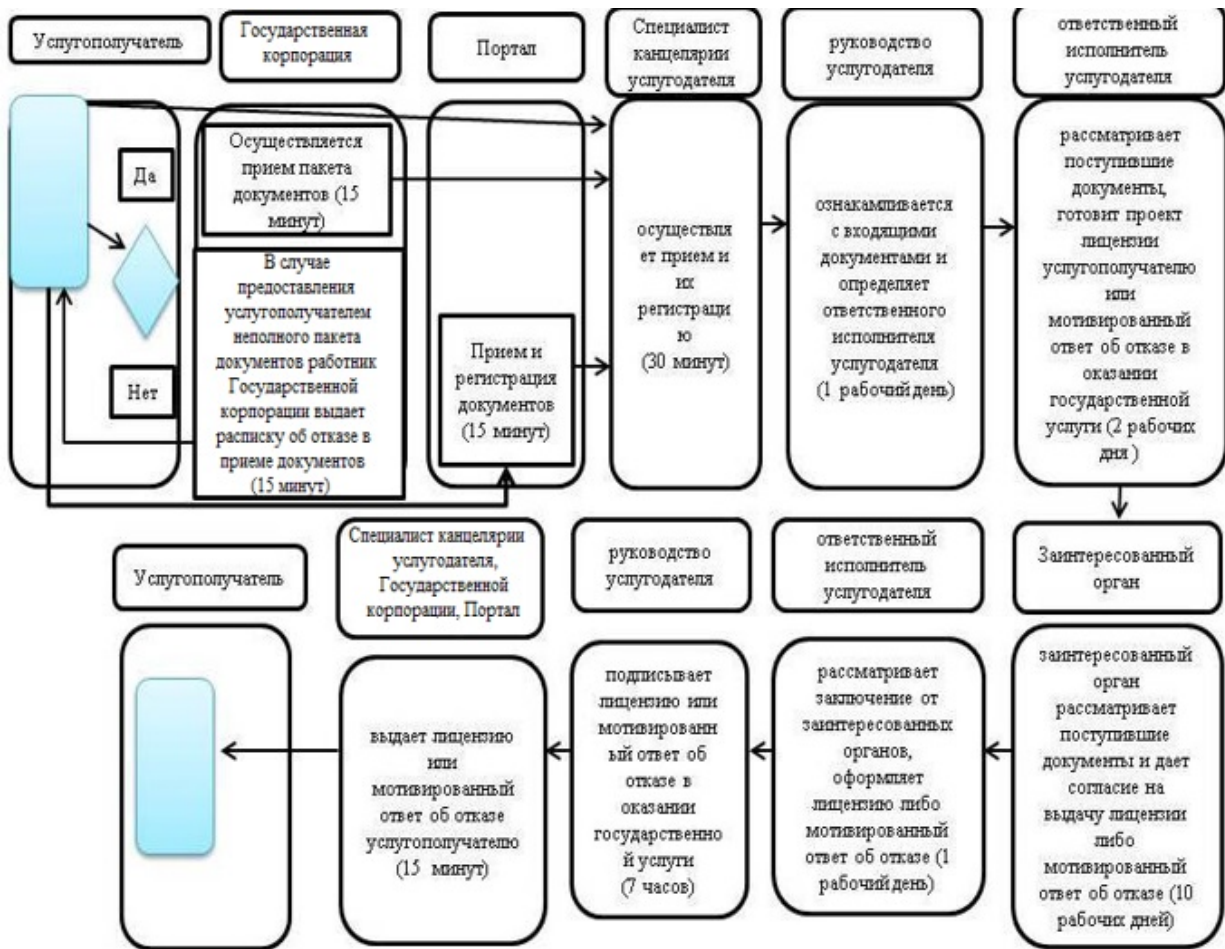 Услугополучатель
Государственная
корпорация
Портал
Специалист
канцелярии
услугодателя
руководство
услугодателя
ответственный
исполнитель
услугодателя
Да
Нет
Осуществляется
прием пакета
документов (15
минут)
В случае
предоставления
услугополучателем
неполного пакета
документов работник
Государственной
корпорации выдает
расписку об отказе в
приеме документов
(15 минут)
Прием и
регистрация
документов
(15 минут)
осуществля
ет прием и
их
регистраци
ю
(30 минут)
ознакамливается
с входящими
документами и
определяет
ответственного
исполнителя
услугодателя
(1 рабочий день)
рассматривает
поступившие
документы,
готовит проект
лицензии
услугополучателю
или
мотивированный
ответ об отказе в
оказании
государственной
услуги (2 рабочих
дня )
Услугополучатель
Специалист канцелярии
услугодателя,
Государственной
корпорации, Портал
руководство
услугодателя
ответственный
исполнитель
услугодателя
Заинтересованный
орган
выдает лицензию
или
мотивированный
ответ об отказе
услугополучателю
(15 минут)
подписывает
лицензию или
мотивированн
ый ответ об
отказе в
оказании
государственно
й услуги
(7 часов)
рассматривает
заключение от
заинтересованных
органов,
оформляет
лицензию либо
мотивированный
ответ об отказе (1
рабочий день)
заинтересованный
орган
рассматривает
поступившие
документы и дает
согласие на
выдачу лицензии
либо
мотивированный
ответ об отказе (10
рабочих дней)